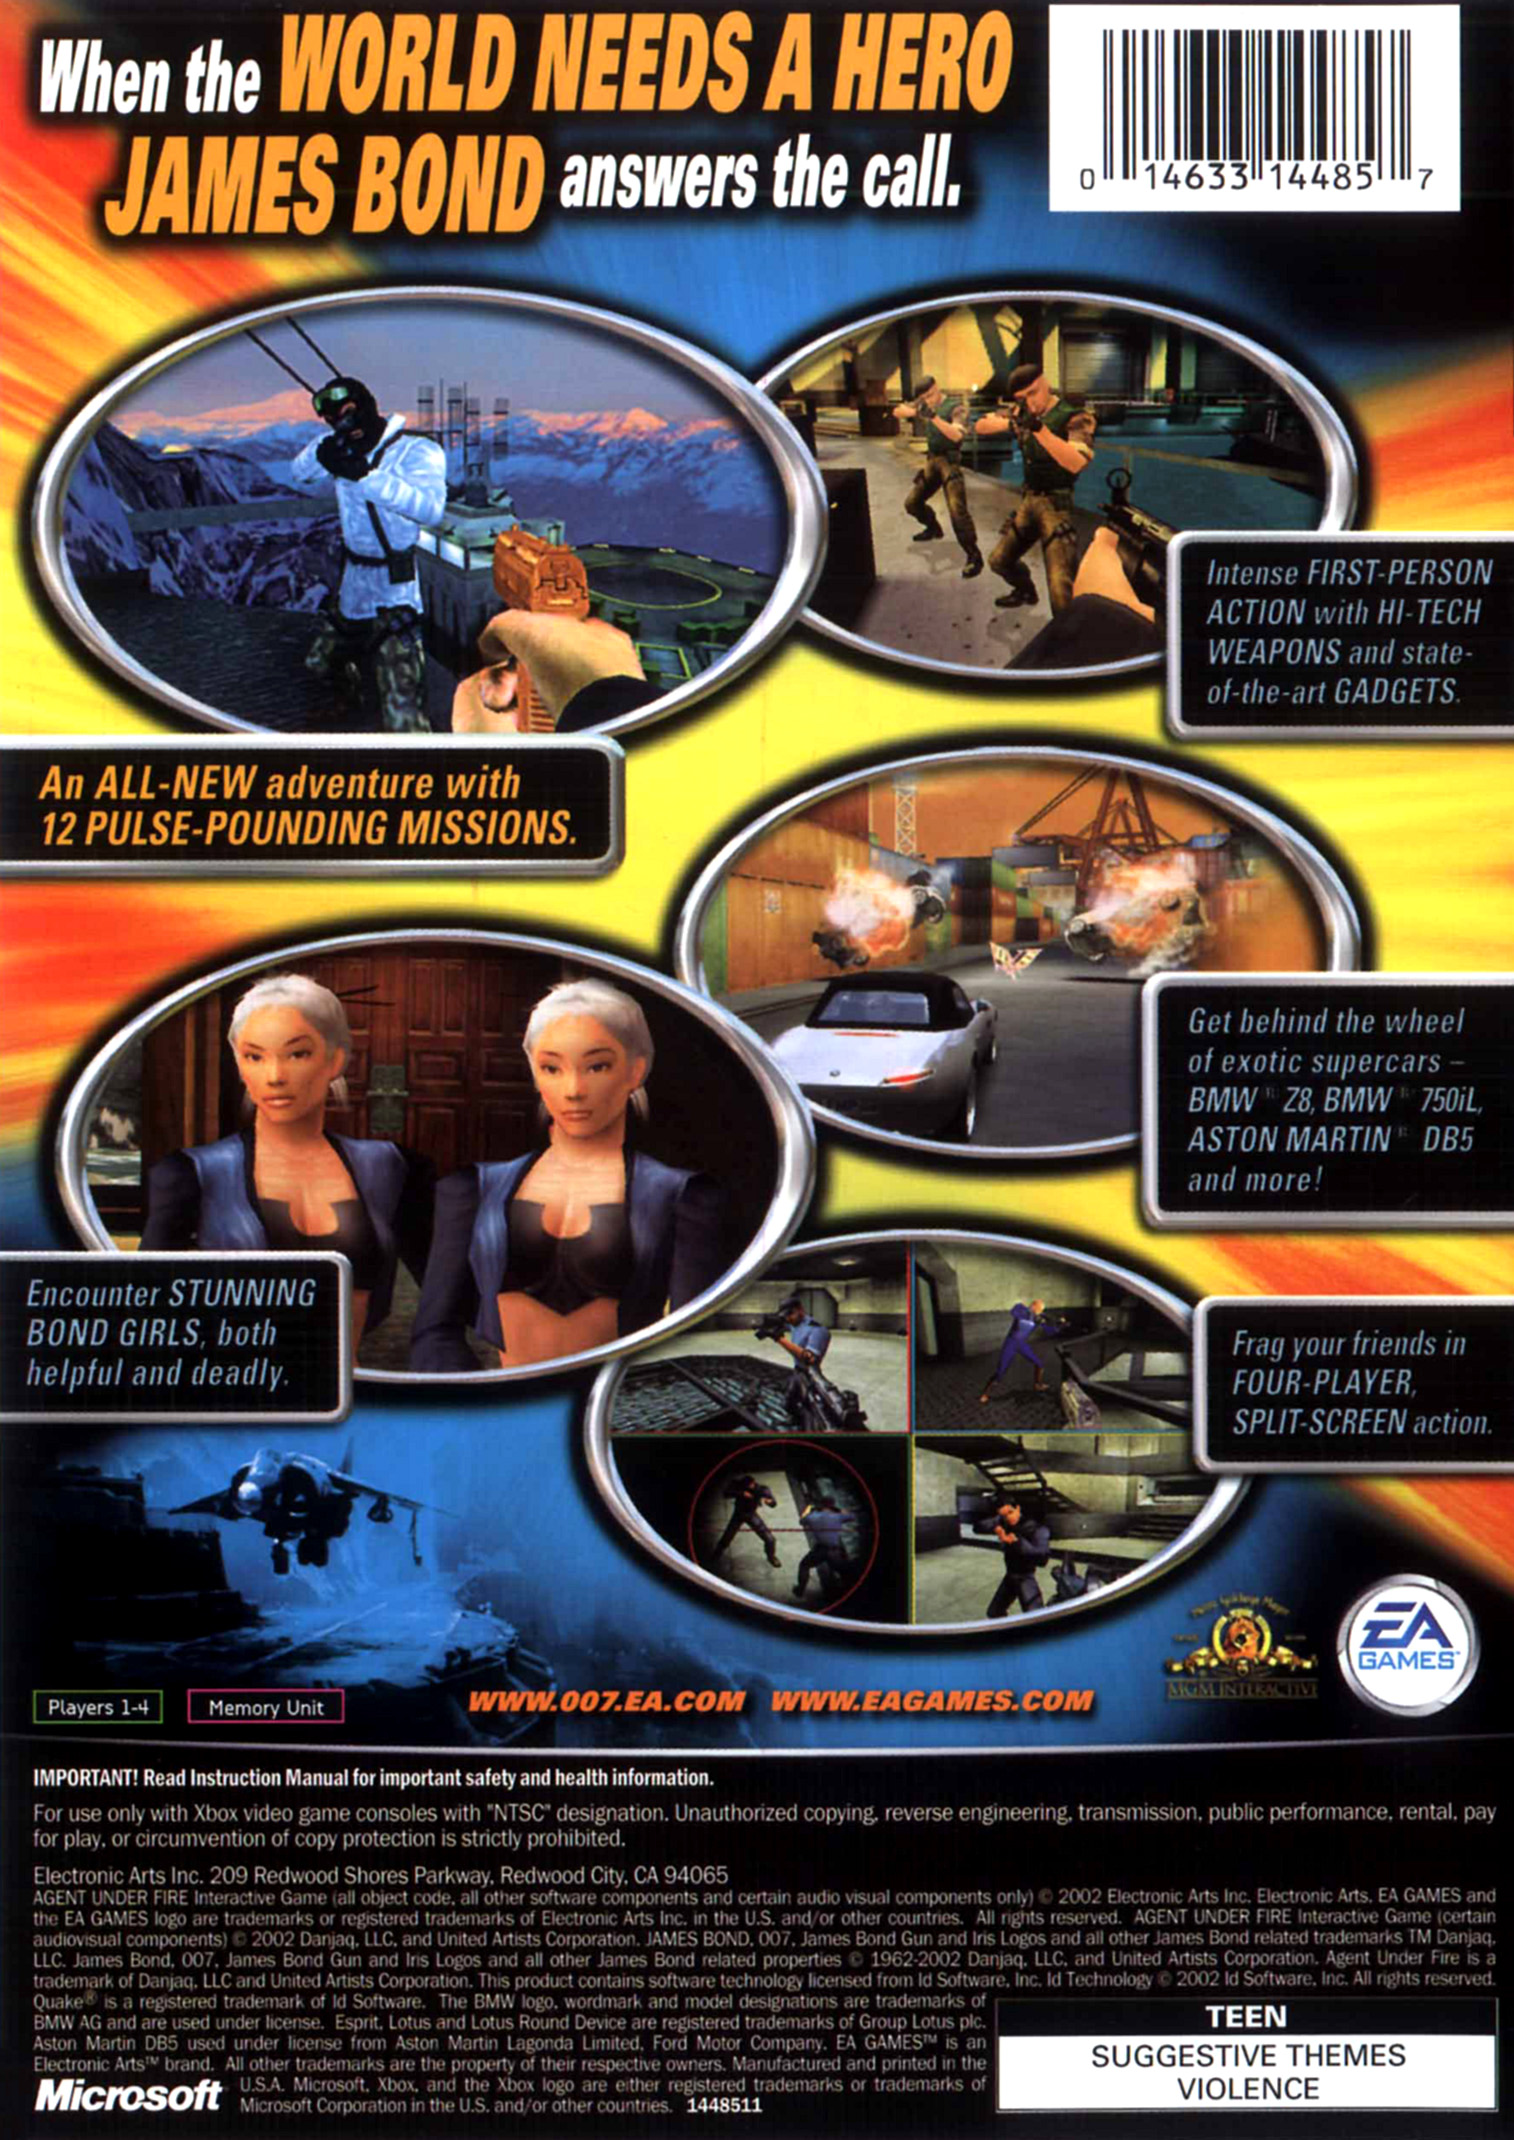 When the WORLD NEEDS A HERO
JAMES BOND answers the call.
0 14633 14485 7
Intense FIRST-PERSON
ACTION with HI-TECH
WEAPONS and state-
of-the-art GADGETS.
An ALL-NEW adventure with
12 PULSE-POUNDING MISSIONS.
Get behind the wheel
of exotic supercars –
BMW® Z8, BMW® 750iL,
ASTON MARTIN® DB5
and more!
Encounter STUNNING
BOND GIRLS, both
helpful and deadly.
Frag your friends in
FOUR-PLAYER,
SPLIT-SCREEN action.
MGM INTERACTIVE
EA
GAMES™
Players 1-4
Memory Unit
WWW.007.EA.COM WWW.EAGAMES.COM
IMPORTANT! Read Instruction Manual for important safety and health information.
For use only with Xbox video game consoles with "NTSC" designation. Unauthorized copying, reverse engineering, transmission, public performance, rental, pay
for play, or circumvention of copy protection is strictly prohibited.
Electronic Arts Inc. 209 Redwood Shores Parkway, Redwood City, CA 94065
AGENT UNDER FIRE Interactive Game (all object code, all other software components and certain audio visual components only) © 2002 Electronic Arts Inc. Electronic Arts, EA GAMES and
the EA GAMES logo are trademarks or registered trademarks of Electronic Arts Inc. in the U.S. and/or other countries. All rights reserved. AGENT UNDER FIRE Interactive Game (certain
audiovisual components) © 2002 Danjaq, LLC, and United Artists Corporation. JAMES BOND, 007, James Bond Gun and Iris Logos and all other James Bond related trademarks TM Danjaq,
LLC. James Bond, 007, James Bond Gun and Iris Logos and all other James Bond related properties © 1962-2002 Danjaq, LLC, and United Artists Corporation. Agent Under Fire is a
trademark of Danjaq, LLC and United Artists Corporation. This product contains software technology licensed from Id Software, Inc. Id Technology © 2002 Id Software, Inc. All rights reserved.
Quake® is a registered trademark of Id Software. The BMW logo, wordmark and model designations are trademarks of
BMW AG and are used under license. Esprit, Lotus and Lotus Round Device are registered trademarks of Group Lotus plc.
Aston Martin DB5 used under license from Aston Martin Lagonda Limited, Ford Motor Company. EA GAMES™ is an
Electronic Arts™ brand. All other trademarks are the property of their respective owners. Manufactured and printed in the
U.S.A. Microsoft, Xbox, and the Xbox logo are either registered trademarks or trademarks of
Microsoft Corporation in the U.S. and/or other countries. 1448511
Microsoft
TEEN
SUGGESTIVE THEMES
VIOLENCE